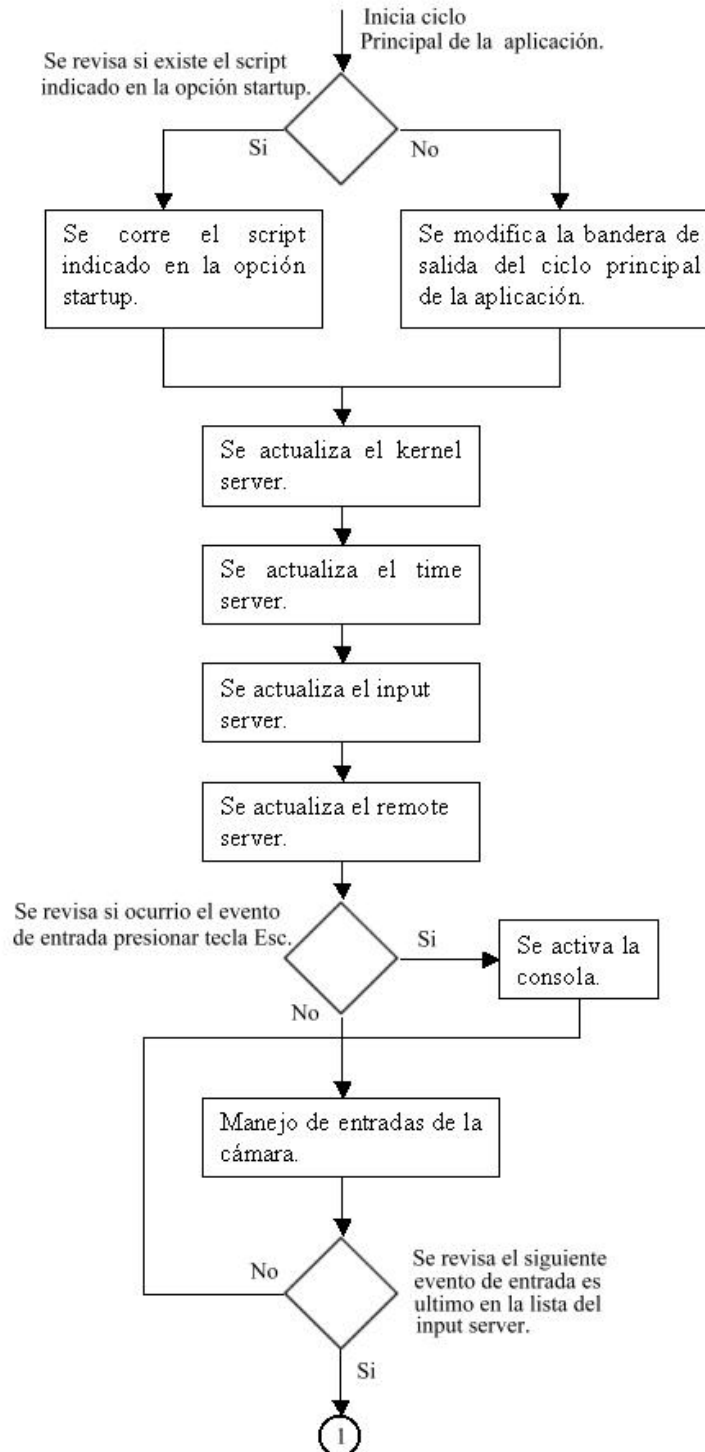 Inicia ciclo
Principal de la aplicación.
Se revisa si existe el script
indicado en la opción startup.
Si
No
Se corre el script
indicado en la opción
startup.
Se modifica la bandera de
salida del ciclo principal
de la aplicación.
Se actualiza el kernel
server.
Se actualiza el time
server.
Se actualiza el input
server.
Se actualiza el remote
server.
Se revisa si ocurrio el evento
de entrada presionar tecla Esc.
Si
Se activa la
consola.
No
Manejo de entradas de la
cámara.
No
Se revisa el siguiente
evento de entrada es
ultimo en la lista del
input server.
Si
1